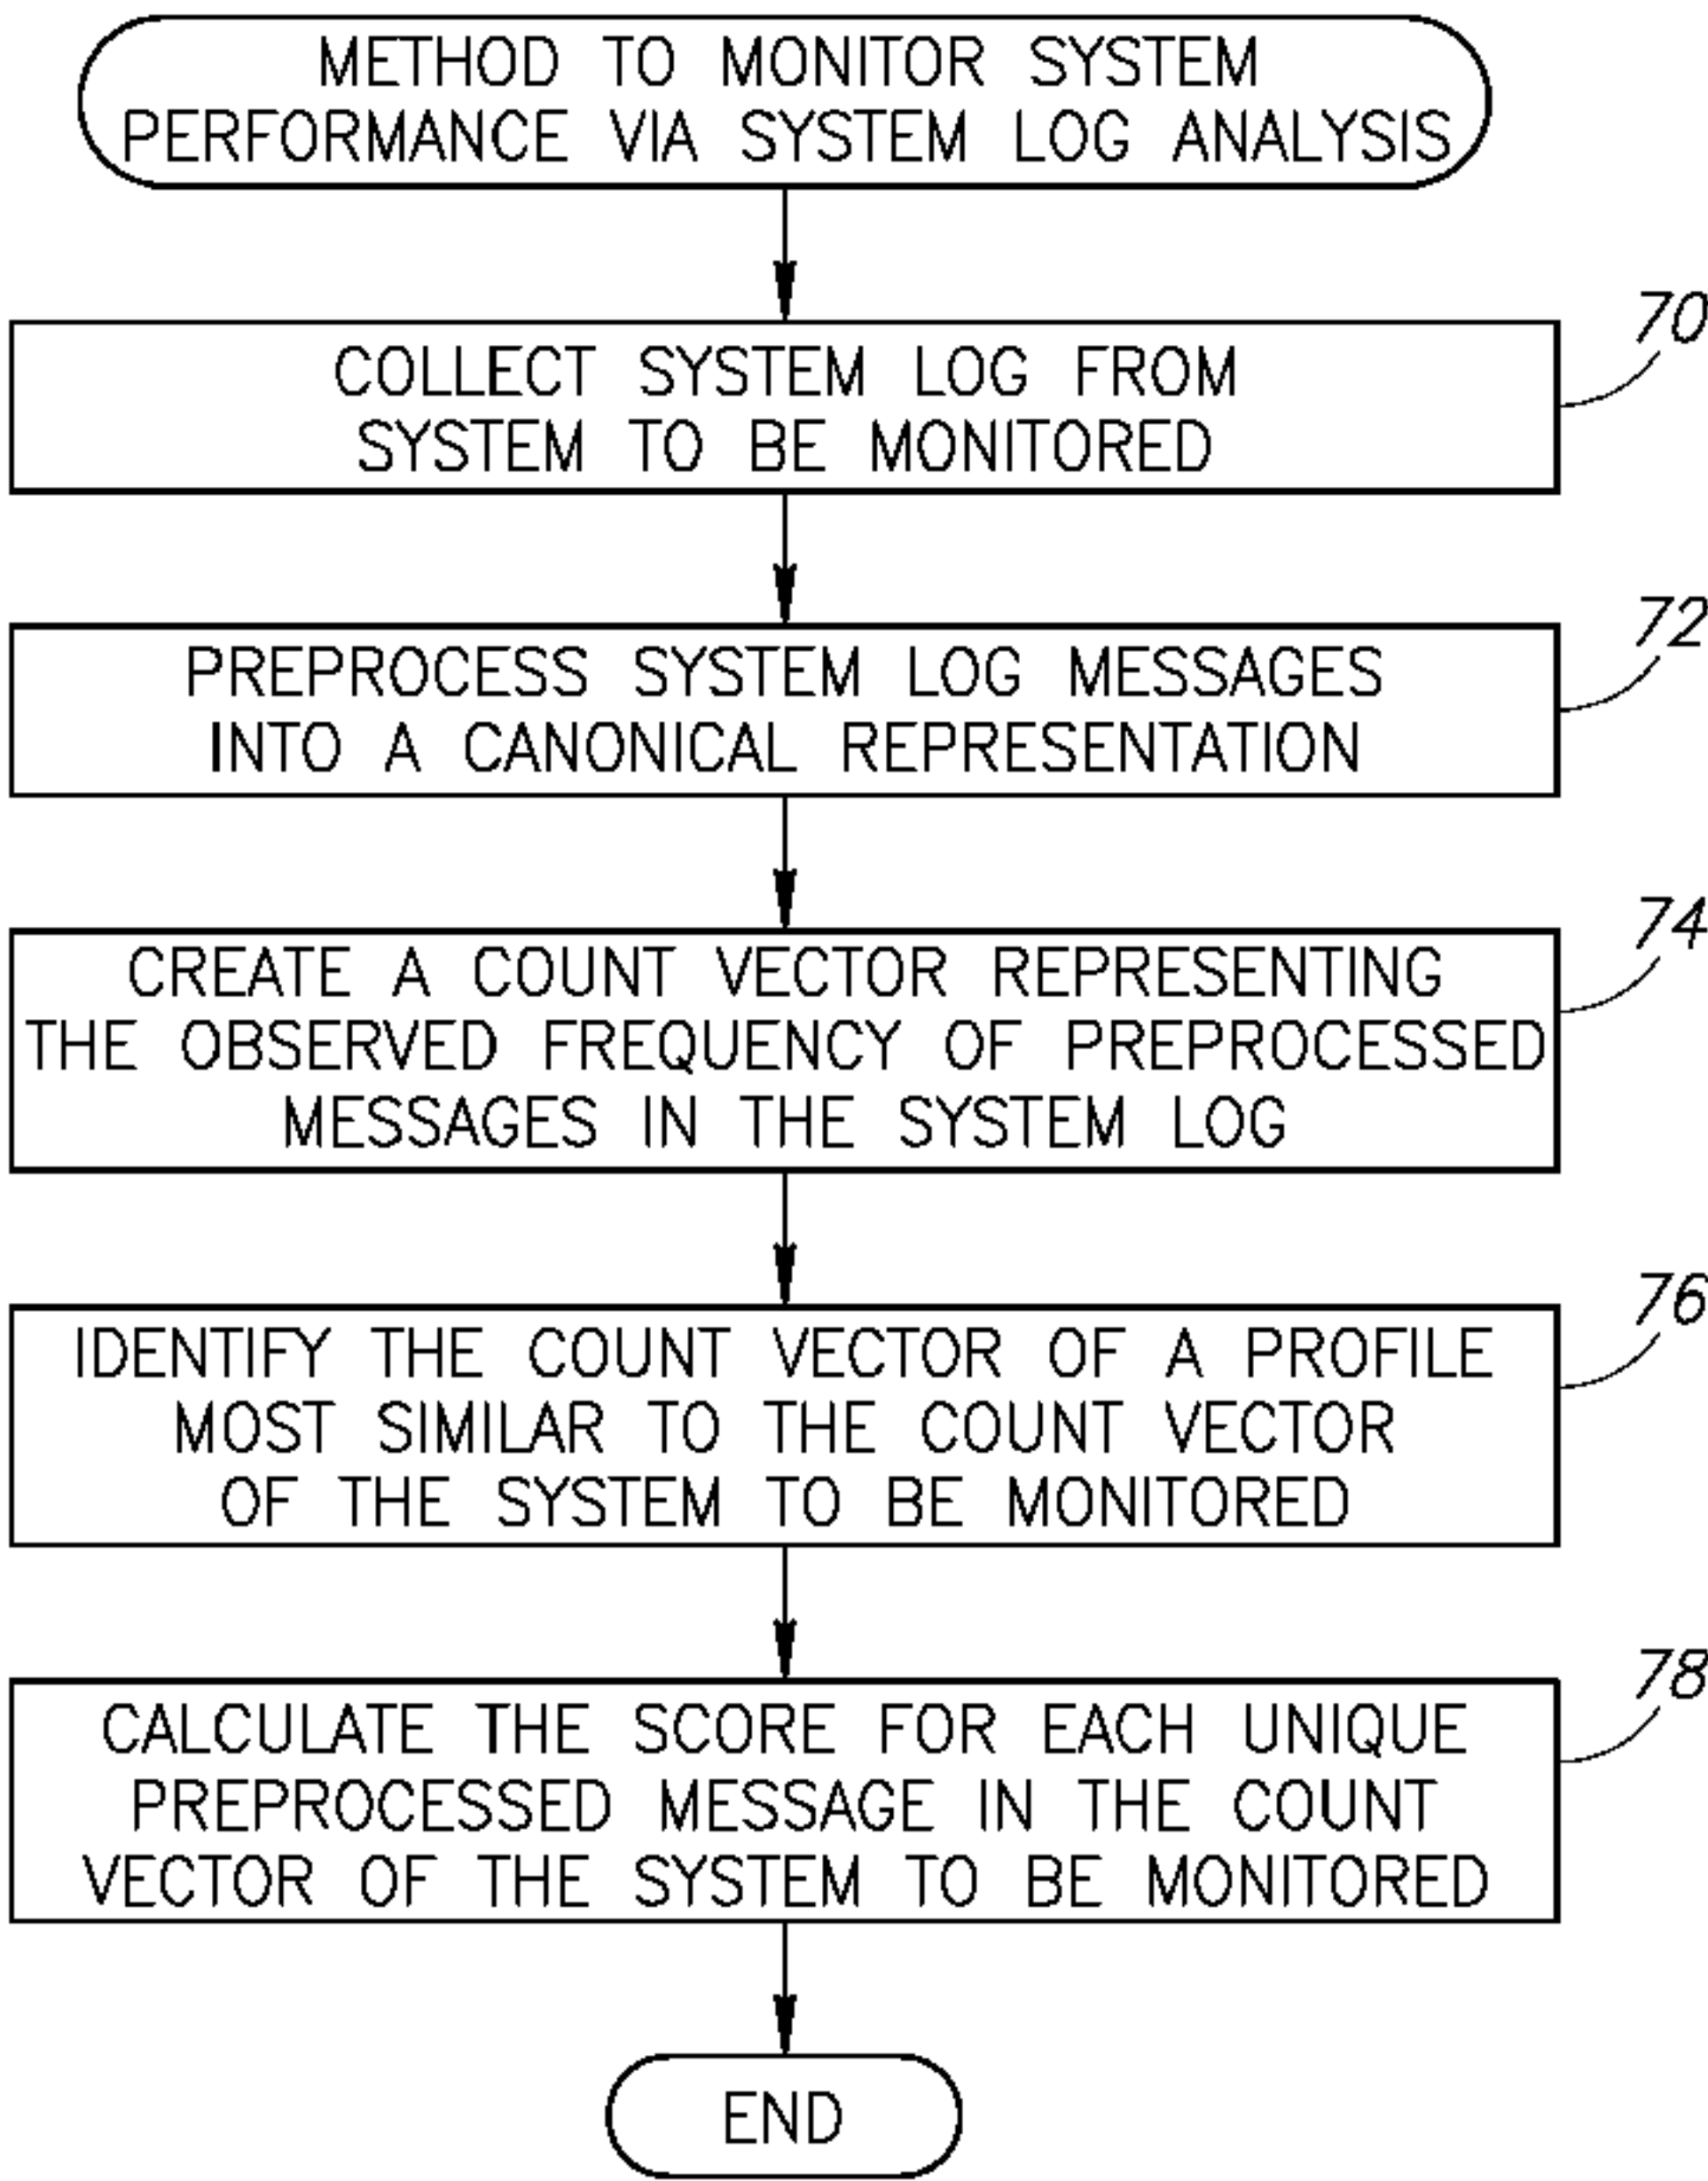 METHOD TO MONITOR SYSTEM
PERFORMANCE VIA SYSTEM LOG ANALYSIS
70
COLLECT SYSTEM LOG FROM
SYSTEM TO BE MONITORED
72
PREPROCESS SYSTEM LOG MESSAGES
INTO A CANONICAL REPRESENTATION
74
CREATE A COUNT VECTOR REPRESENTING
THE OBSERVED FREQUENCY OF PREPROCESSED
MESSAGES IN THE SYSTEM LOG
76
IDENTIFY THE COUNT VECTOR OF A PROFILE
MOST SIMILAR TO THE COUNT VECTOR
OF THE SYSTEM TO BE MONITORED
78
CALCULATE THE SCORE FOR EACH UNIQUE
PREPROCESSED MESSAGE IN THE COUNT
VECTOR OF THE SYSTEM TO BE MONITORED
END